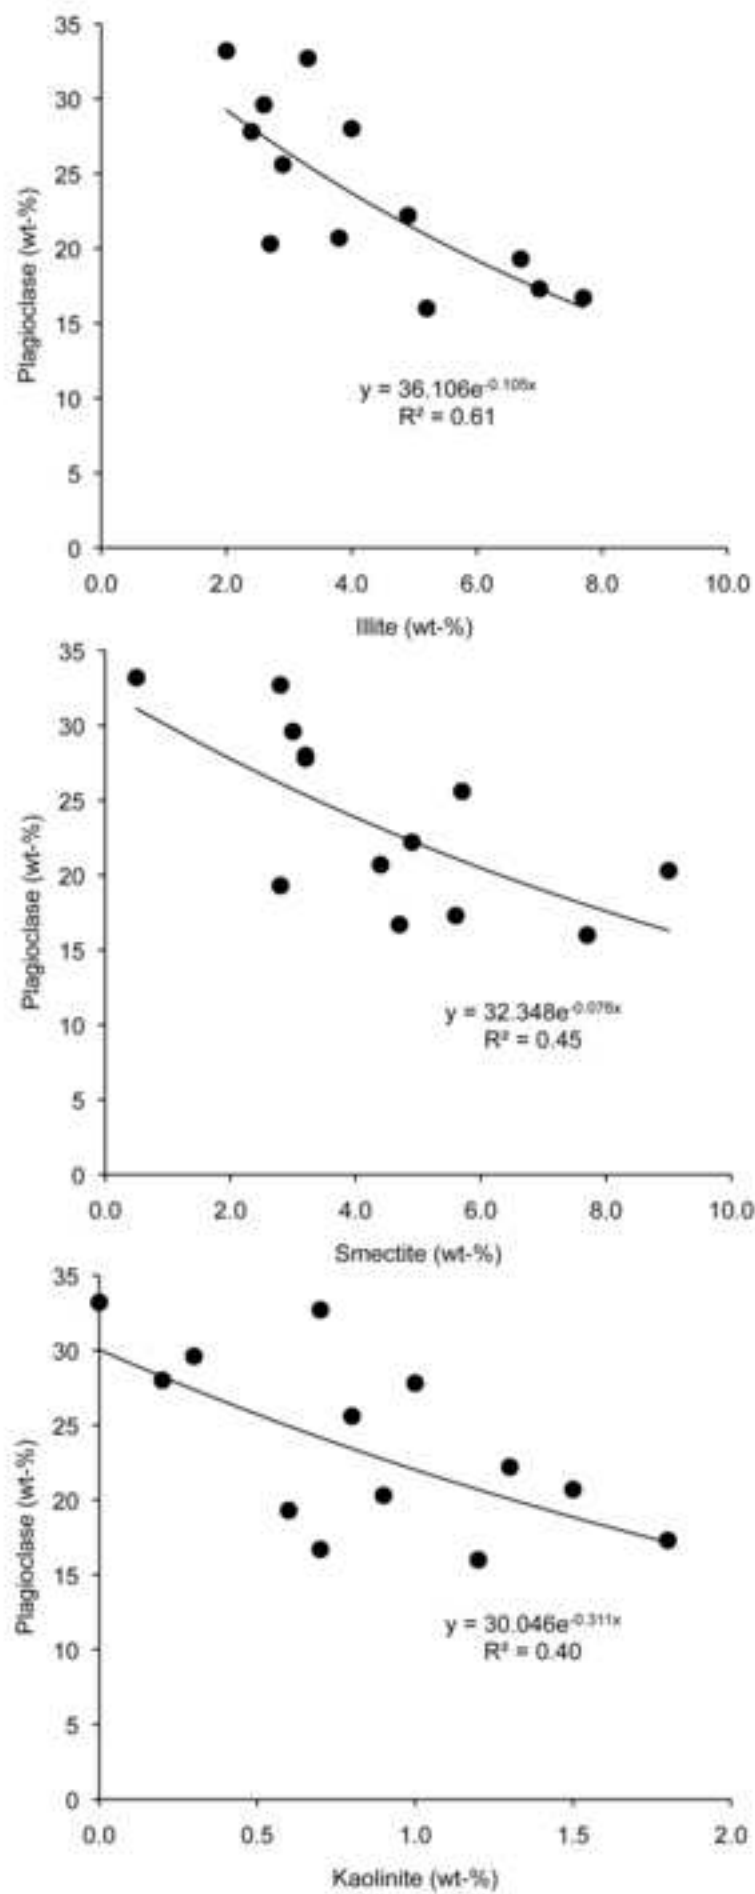 35
30
25
20
15
10
5
0
Plagioclase (wt-%)
y = 36.106e-0.105x
R² = 0.61
0.0 2.0 4.0 6.0 8.0 10.0
Illite (wt-%)
35
30
25
20
15
10
5
0
Plagioclase (wt-%)
y = 32.348e-0.076x
R² = 0.45
0.0 2.0 4.0 6.0 8.0 10.0
Smectite (wt-%)
35
30
25
20
15
10
5
0
Plagioclase (wt-%)
y = 30.046e-0.311x
R² = 0.40
0.0 0.5 1.0 1.5 2.0
Kaolinite (wt-%)